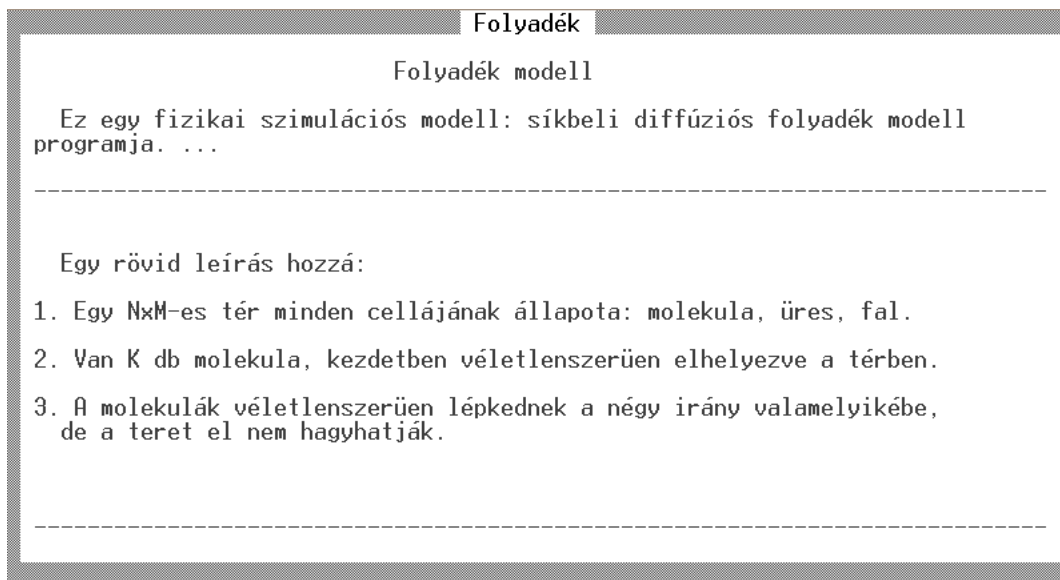 Folyadék
Folyadék modell
Ez egy fizikai szimulációs modell: síkbeli diffúziós folyadék modell
programja. ...
Egy rövid leírás hozzá:
1. Egy NxM-es tér minden cellájának állapota: molekula, üres, fal.
2. Van K db molekula, kezdetben véletlenszerüen elhelyezve a térben.
3. A molekulák véletlenszerüen lépkednek a négy irány valamelyikébe,
de a teret el nem hagyhatják.